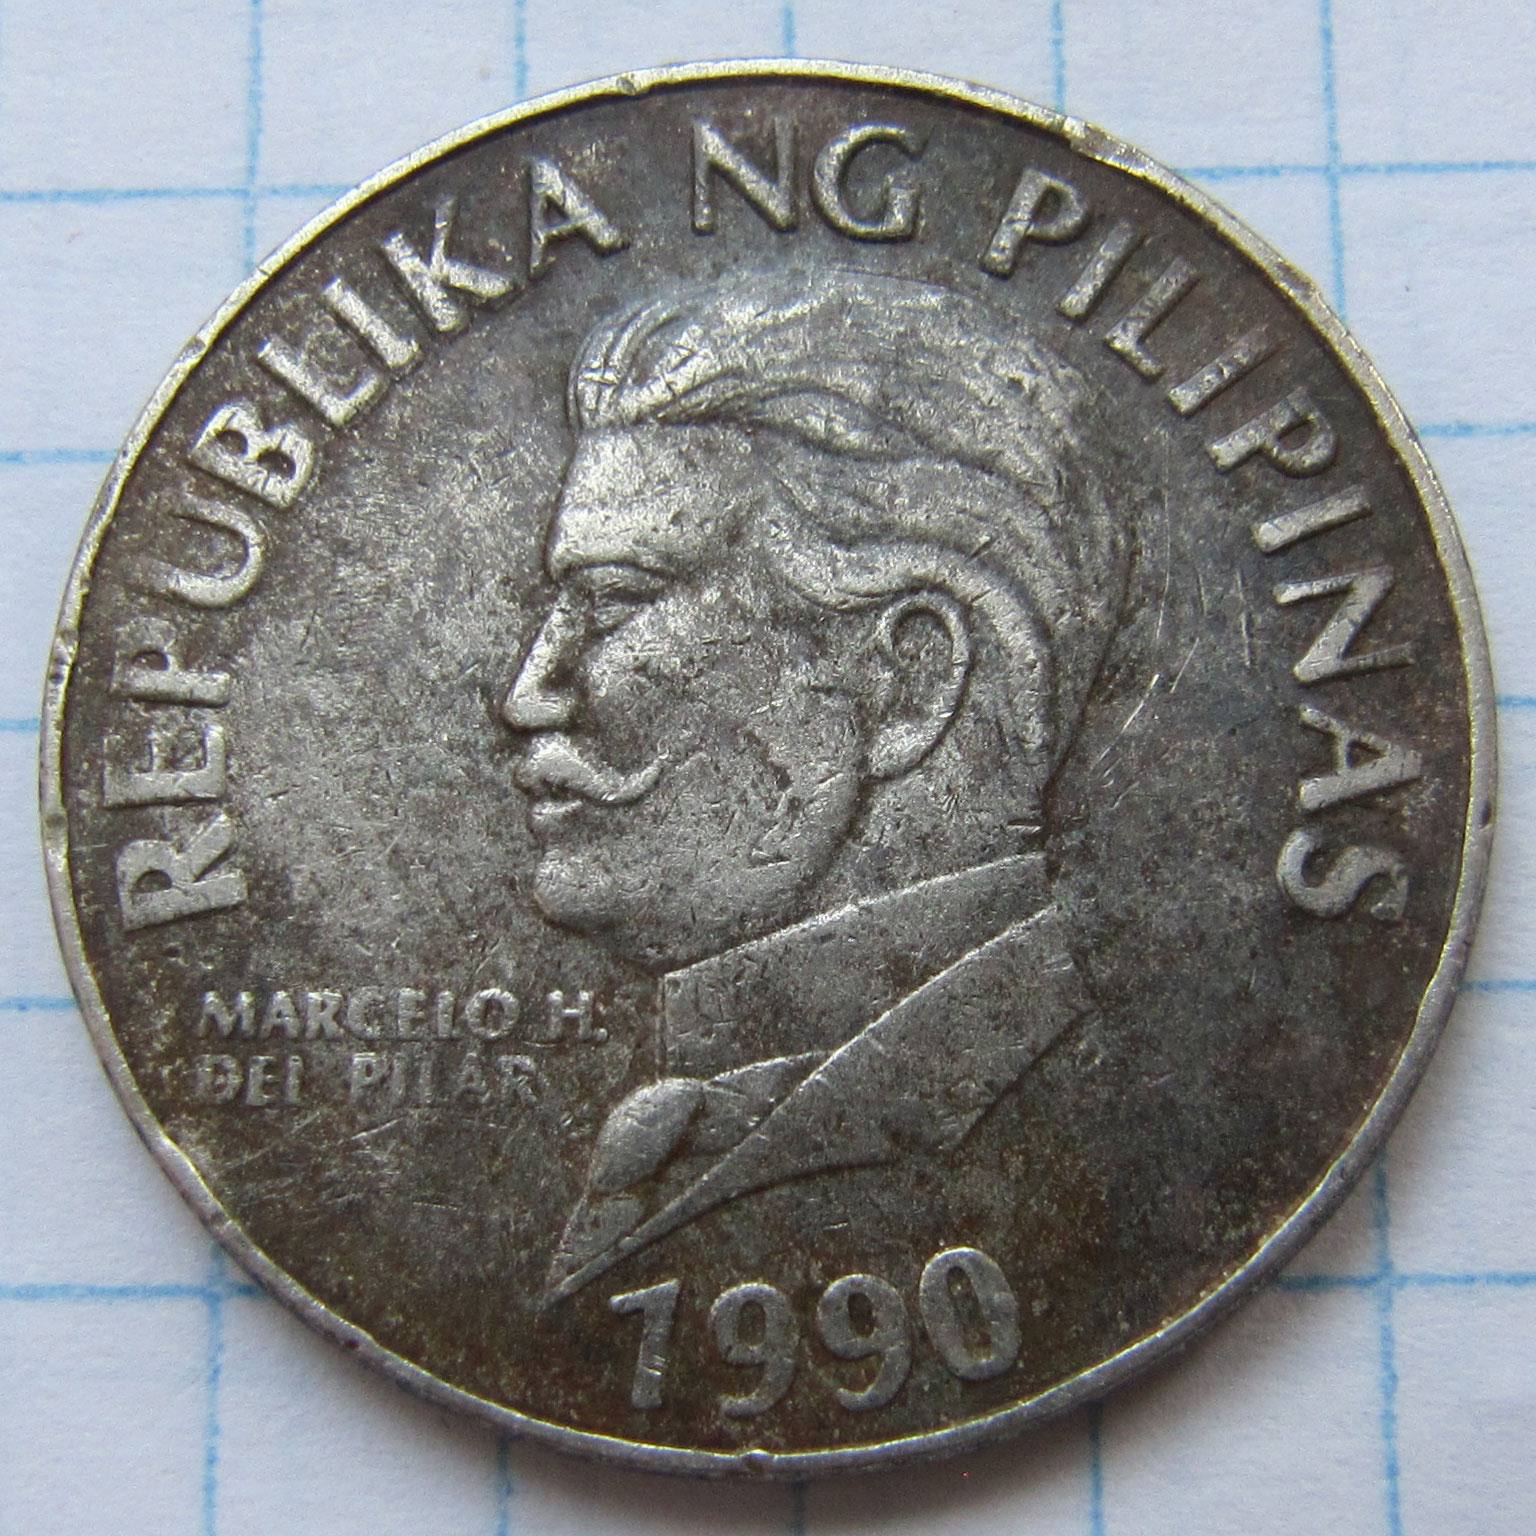 REPUBLIKA NG PILIPINAS
MARCELO H.
DEL PILAR
1990